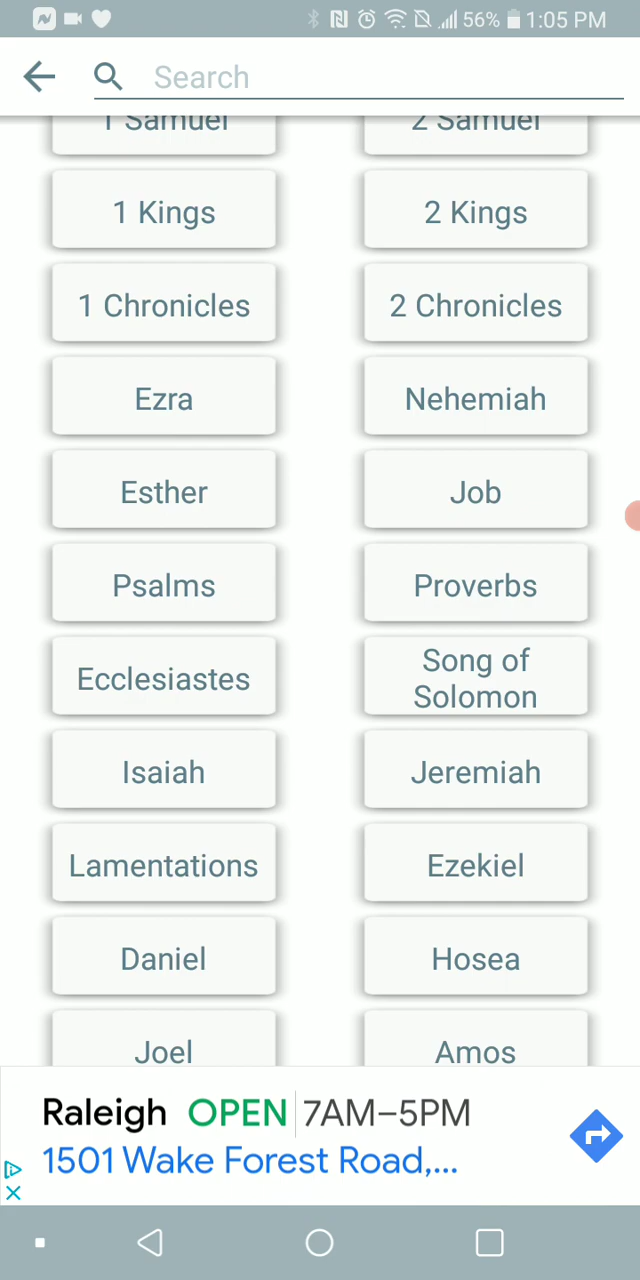 56% 1:05 PM
Search
1 Samuel 2 Samuel
1 Kings 2 Kings
1 Chronicles 2 Chronicles
Ezra Nehemiah
Esther Job
Psalms Proverbs
Ecclesiastes Song of
Solomon
Isaiah Jeremiah
Lamentations Ezekiel
Daniel Hosea
Joel Amos
Raleigh OPEN 7AM–5PM
1501 Wake Forest Road,...